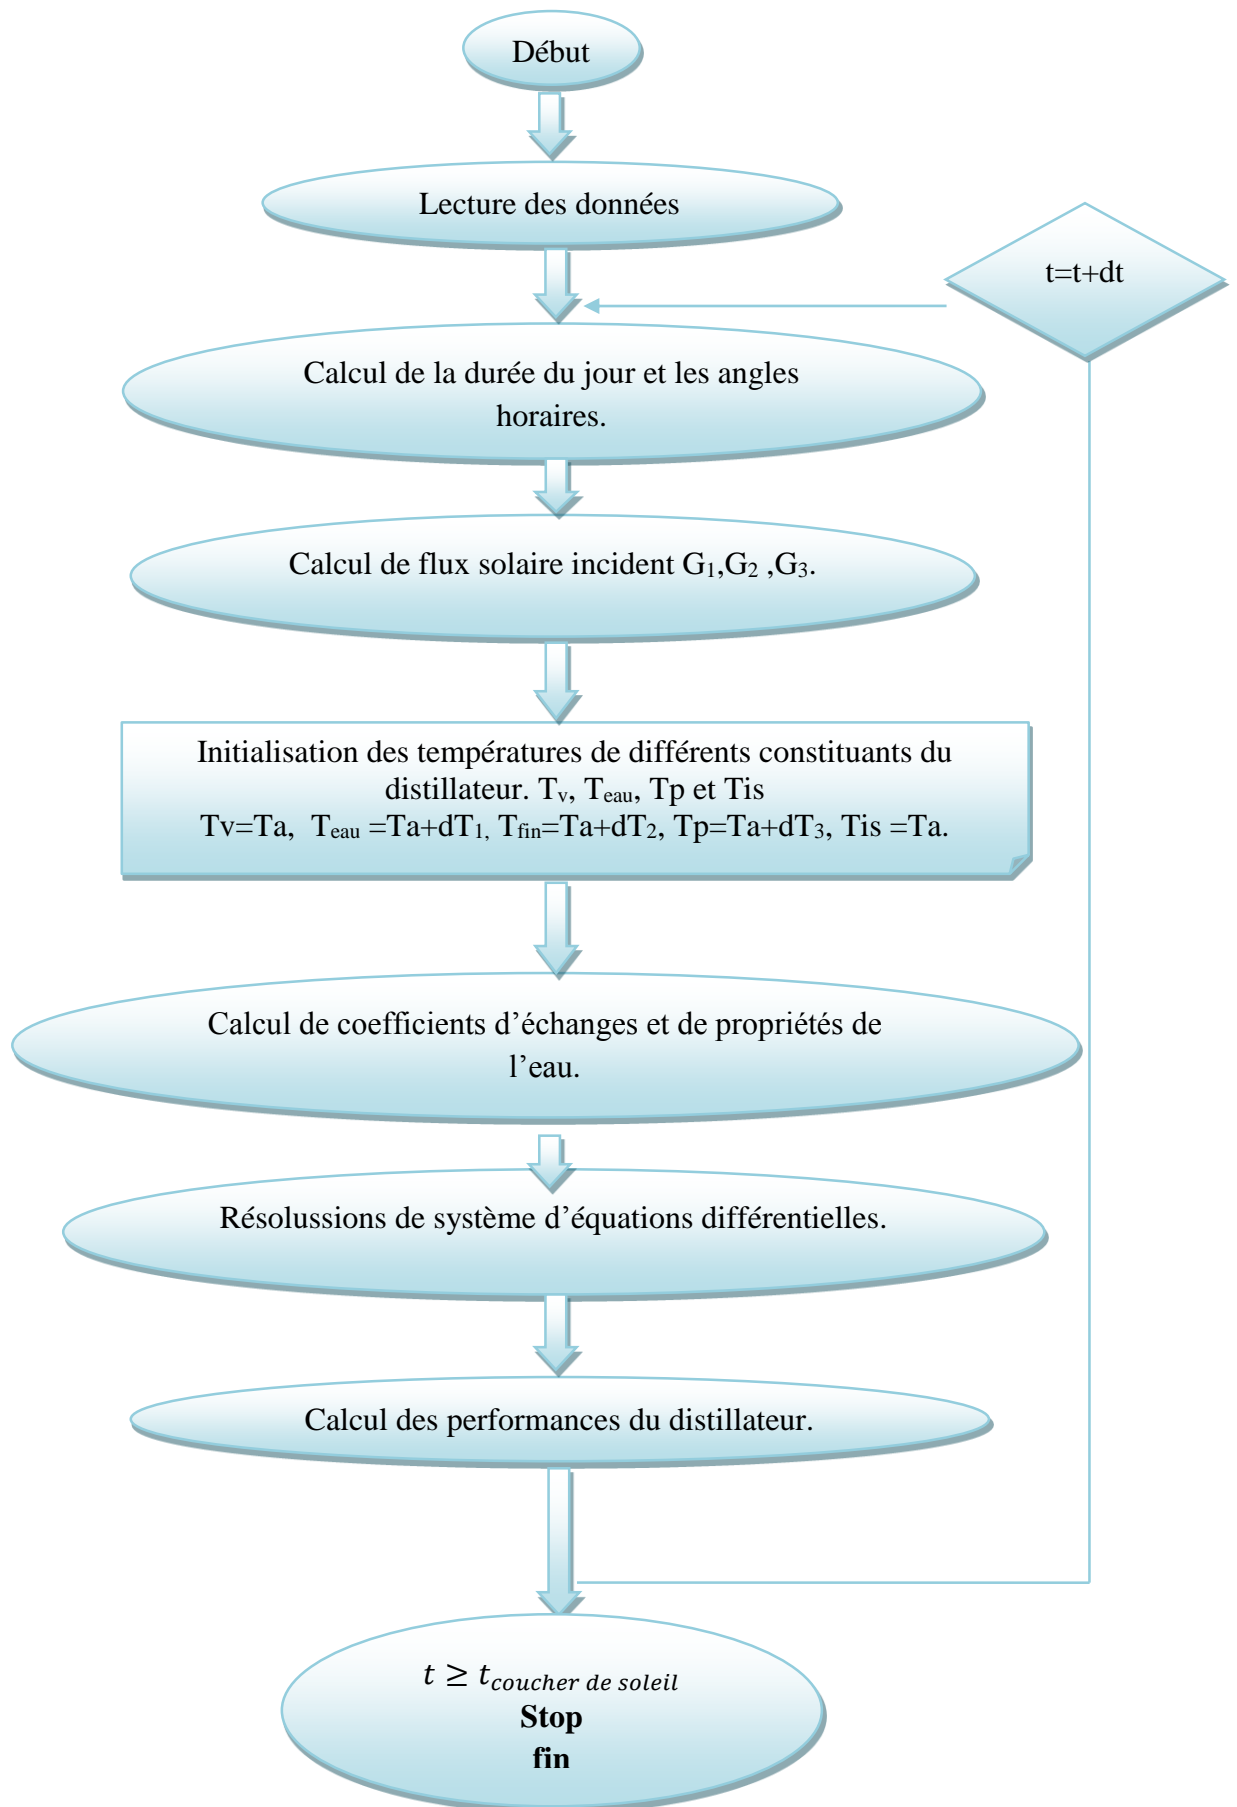 Début
Lecture des données
t=t+dt
Calcul de la durée du jour et les angles
horaires.
Calcul de flux solaire incident G₁,G₂ ,G₃.
Initialisation des températures de différents constituants du
distillateur. Tᵥ, Tₑₐᵤ, Tp et Tis
Tv=Ta, Tₑₐᵤ =Ta+dT₁, T_fin=Ta+dT₂, Tp=Ta+dT₃, Tis =Ta.
Calcul de coefficients d’échanges et de propriétés de
l’eau.
Résolussions de système d’équations différentielles.
Calcul des performances du distillateur.
t ≥ t_coucher de soleil
Stop
fin